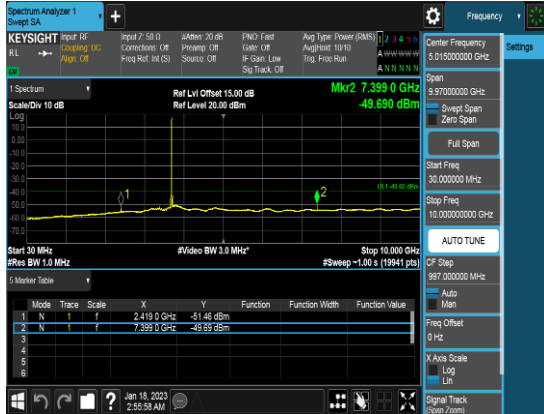 Spectrum Analyzer 1
Swept SA
Frequency
KEYSIGHT
Input: RF
Coupling: DC
Align: Off
Input Z: 50 Ω
Corrections: Off
Freq Ref: Int (S)
#Atten: 20 dB
Preamp: Off
Source: Off
PNO: Fast
Gate: Off
IF Gain: Low
Sig Track: Off
Avg Type: Power (RMS)
Avg|Hold: 10/10
Trig: Free Run
1 2 3 4 5 6
A W W W W W
A N N N N N
RL
1 Spectrum
Scale/Div 10 dB
Ref Lvl Offset 15.00 dB
Ref Level 20.00 dBm
Mkr2 7.399 0 GHz
-49.690 dBm
Log
10.0
0.00
-10.0
-20.0
-30.0
-40.0
-50.0
-60.0
-70.0
1
2
DL1 -40.00 dBm
Start 30 MHz
#Res BW 1.0 MHz
#Video BW 3.0 MHz*
Stop 10.000 GHz
#Sweep ~1.00 s (19941 pts)
5 Marker Table
Mode Trace Scale X Y Function Function Width Function Value
1 N 1 f 2.419 0 GHz -51.46 dBm
2 N 1 f 7.399 0 GHz -49.69 dBm
3
4
5
6
Jan 18, 2023
2:55:58 AM
Center Frequency
5.015000000 GHz
Settings
Span
9.97000000 GHz
Swept Span
Zero Span
Full Span
Start Freq
30.000000 MHz
Stop Freq
10.000000000 GHz
AUTO TUNE
CF Step
997.000000 MHz
Auto
Man
Freq Offset
0 Hz
X Axis Scale
Log
Lin
Signal Track
(Span Zoom)